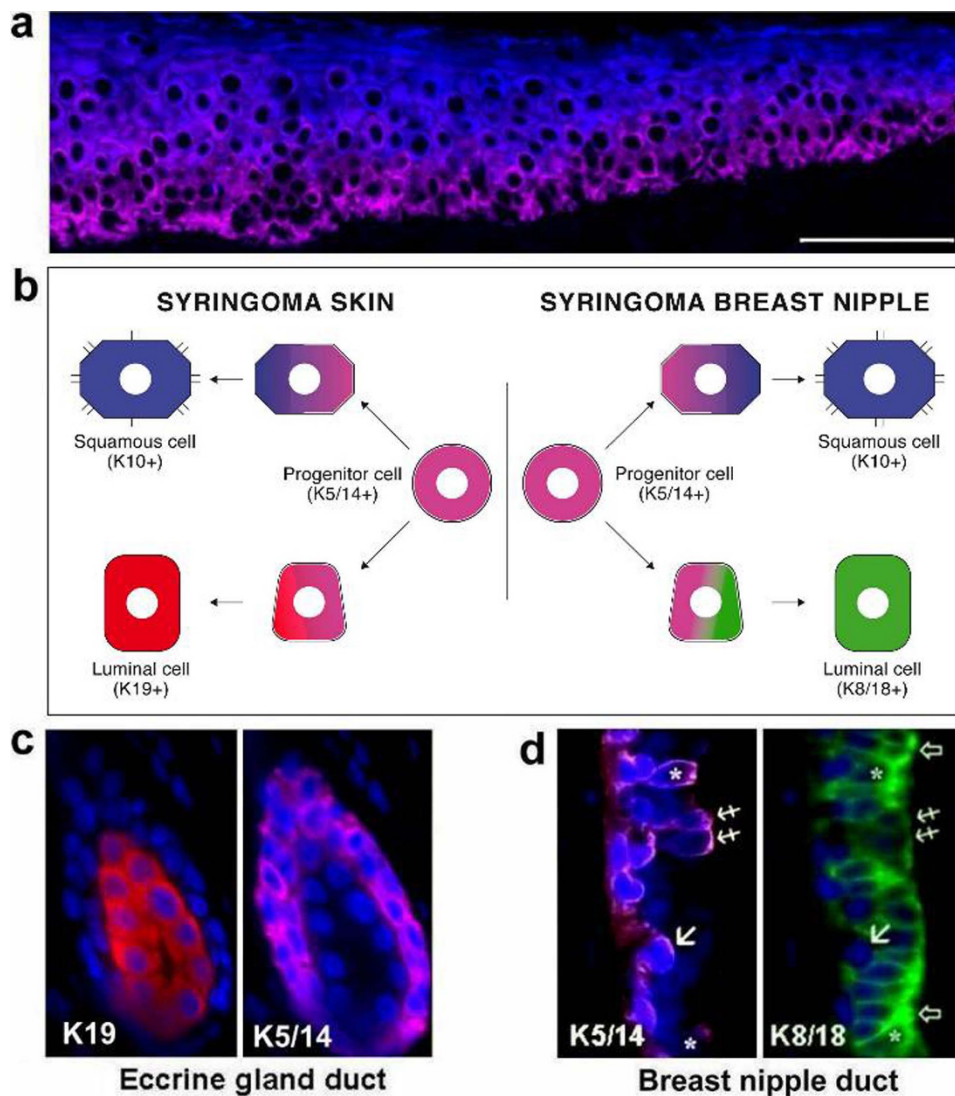 a
b
SYRINGOMA SKIN
SYRINGOMA BREAST NIPPLE
Squamous cell
(K10+)
Progenitor cell
(K5/14+)
Luminal cell
(K19+)
Progenitor cell
(K5/14+)
Squamous cell
(K10+)
Luminal cell
(K8/18+)
c
K19
K5/14
Eccrine gland duct
d
*
*
K5/14
*
*
K8/18
Breast nipple duct